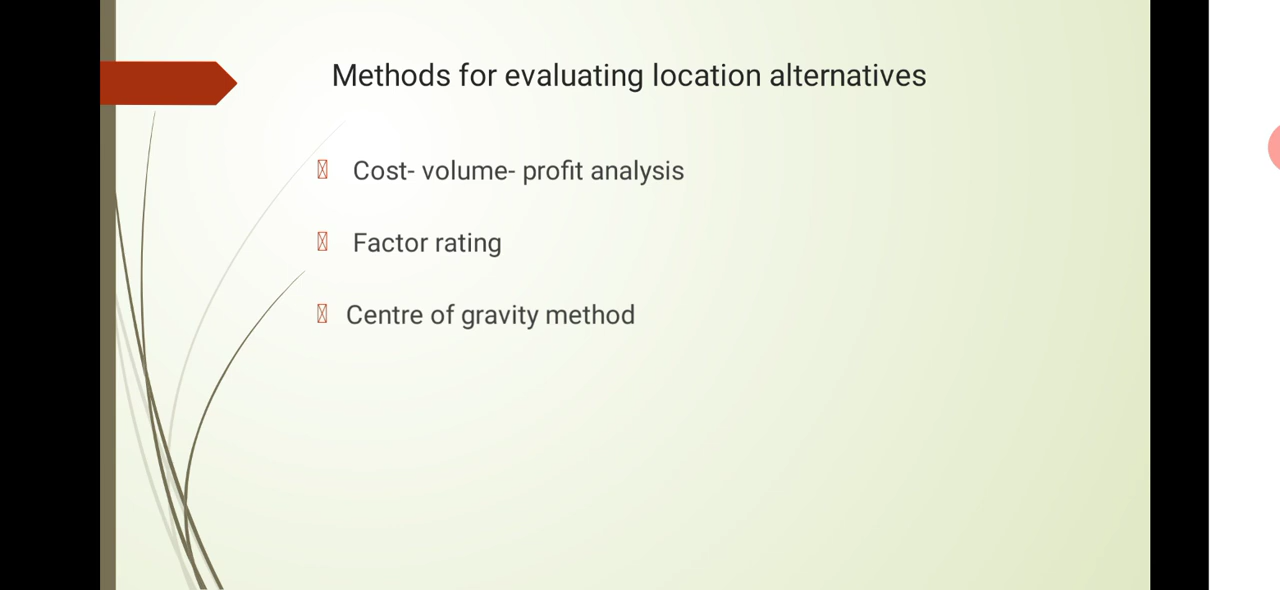 Methods for evaluating location alternatives
Cost- volume- profit analysis
Factor rating
Centre of gravity method